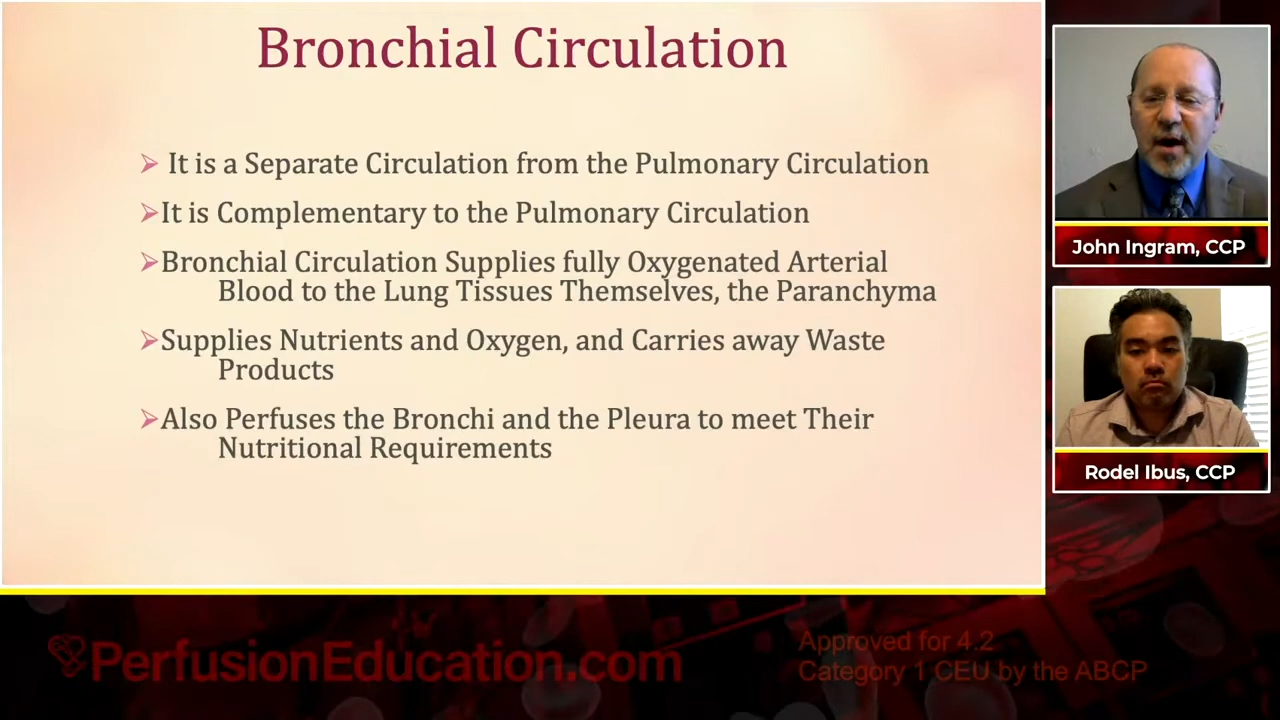 Bronchial Circulation
➢ It is a Separate Circulation from the Pulmonary Circulation
➢It is Complementary to the Pulmonary Circulation
➢Bronchial Circulation Supplies fully Oxygenated Arterial
Blood to the Lung Tissues Themselves, the Paranchyma
➢Supplies Nutrients and Oxygen, and Carries away Waste
Products
➢Also Perfuses the Bronchi and the Pleura to meet Their
Nutritional Requirements
John Ingram, CCP
Rodel Ibus, CCP
PerfusionEducation.com
Approved for 4.2
Category 1 CEU by the ABCP